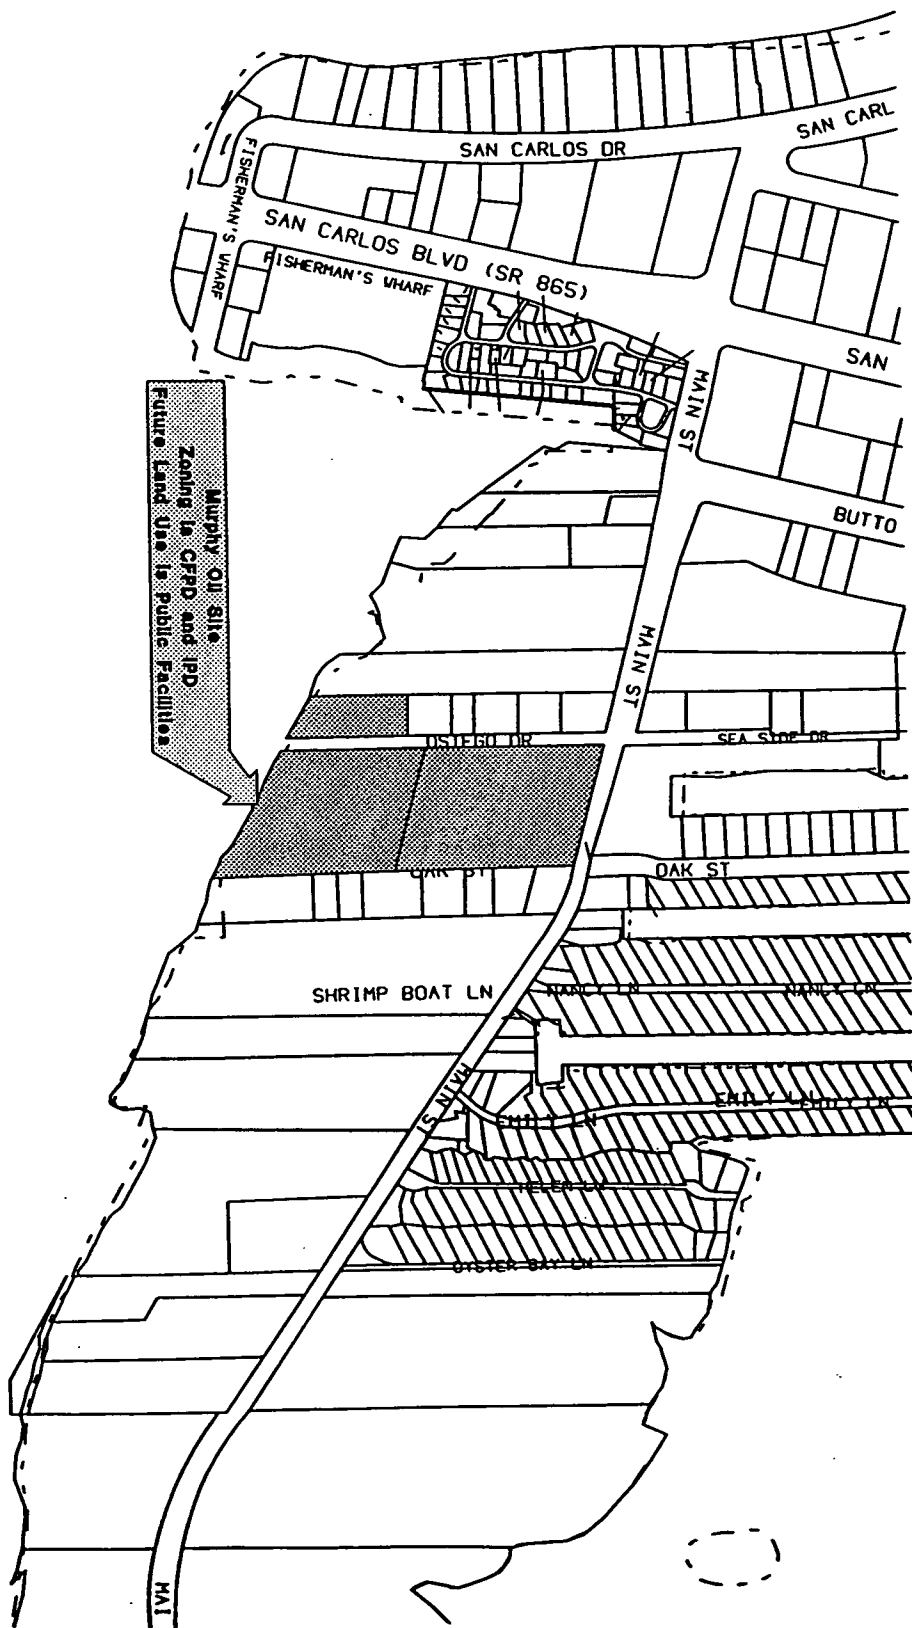 SAN CARL
SAN CARLOS DR
FISHERMAN'S WHARF
SAN CARLOS BLVD (SR 865)
FISHERMAN'S WHARF
SAN
MAIN ST
BUTTO
Murphy Oil Site
Zoning is CFPD and IPD
Future Land Use is Public Facilities
MAIN ST
OSTEGO DR
SEA SIDE DR
OAK ST
OAK ST
SHRIMP BOAT LN
NANCY LN
NANCY LN
MAIN ST
EMILY LN
EMILY LN
EMILY LN
HELEN LN
OYSTER BAY LN
MAI